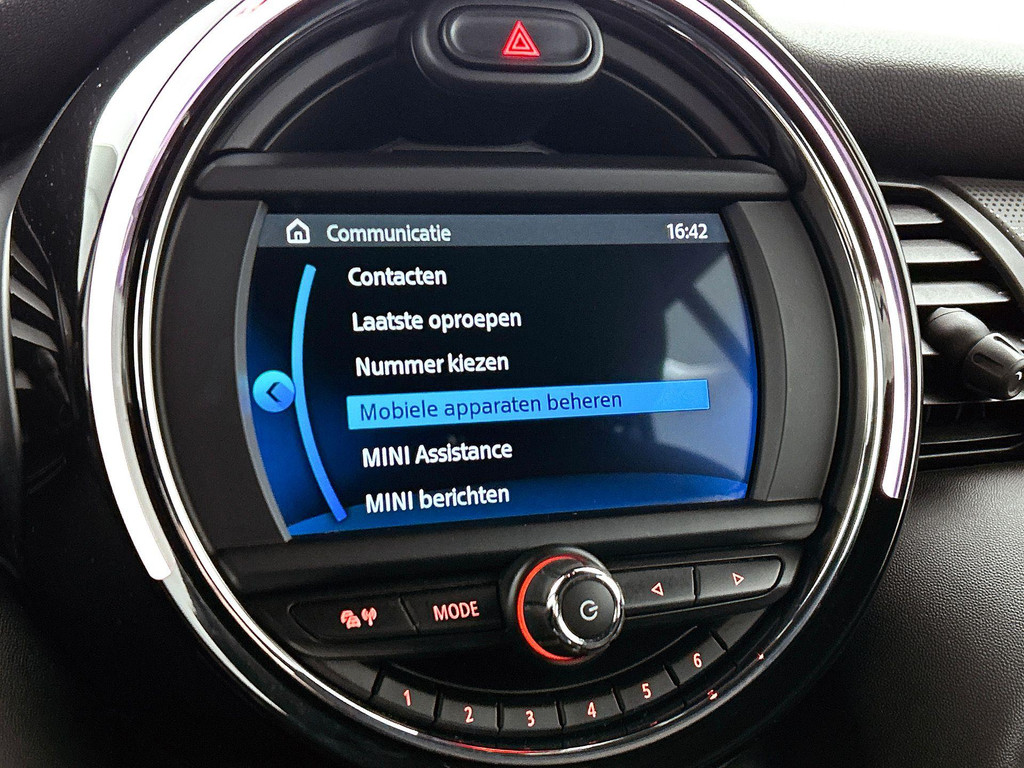 Communicatie 16:42
Contacten
Laatste oproepen
Nummer kiezen
Mobiele apparaten beheren
MINI Assistance
MINI berichten
MODE
1 2 3 4 5 6